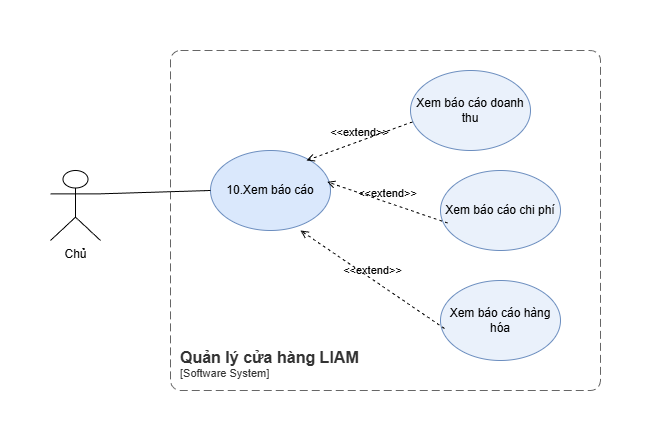 Xem báo cáo doanh
thu
<<extend>>
10.Xem báo cáo
<<extend>>
Xem báo cáo chi phí
Chủ
<<extend>>
Xem báo cáo hàng
hóa
Quản lý cửa hàng LIAM
[Software System]